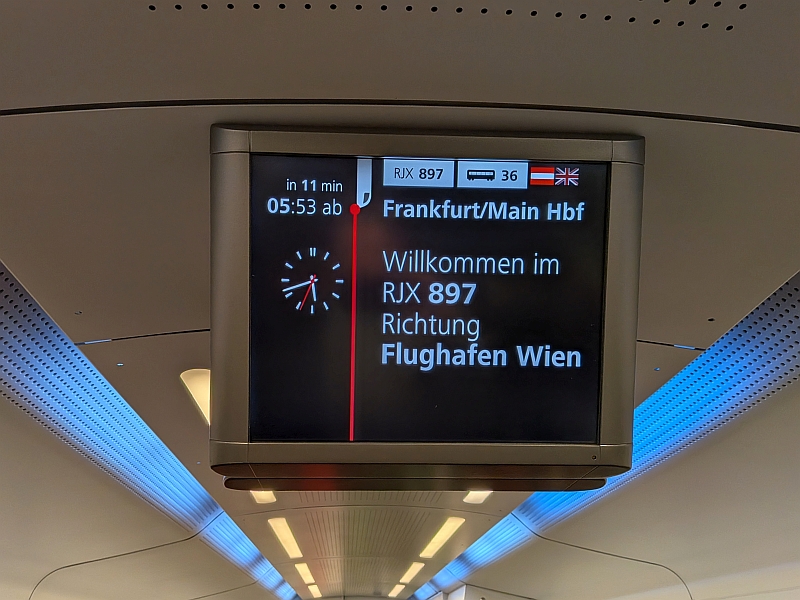 RJX 897
36
in 11 min
05:53 ab
Frankfurt/Main Hbf
Willkommen im
RJX 897
Richtung
Flughafen Wien